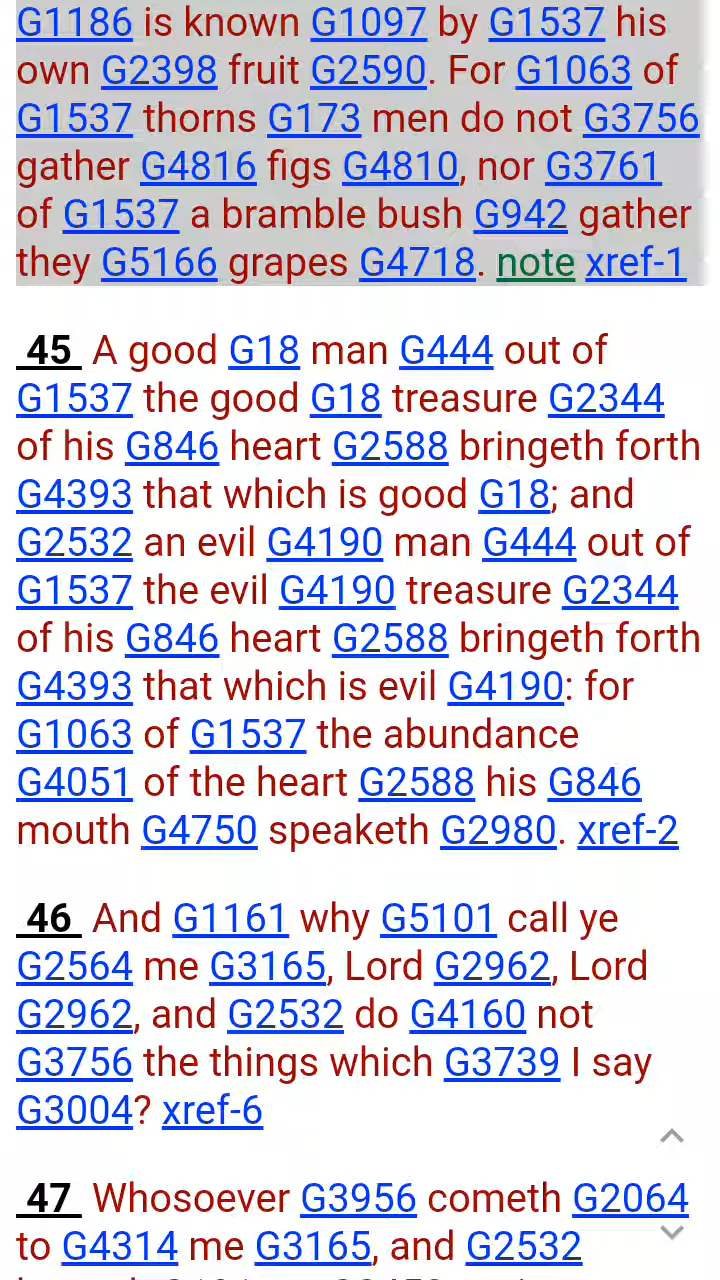 G1186 is known G1097 by G1537 his
own G2398 fruit G2590. For G1063 of
G1537 thorns G173 men do not G3756
gather G4816 figs G4810, nor G3761
of G1537 a bramble bush G942 gather
they G5166 grapes G4718. note xref-1
45 A good G18 man G444 out of
G1537 the good G18 treasure G2344
of his G846 heart G2588 bringeth forth
G4393 that which is good G18; and
G2532 an evil G4190 man G444 out of
G1537 the evil G4190 treasure G2344
of his G846 heart G2588 bringeth forth
G4393 that which is evil G4190: for
G1063 of G1537 the abundance
G4051 of the heart G2588 his G846
mouth G4750 speaketh G2980. xref-2
46 And G1161 why G5101 call ye
G2564 me G3165, Lord G2962, Lord
G2962, and G2532 do G4160 not
G3756 the things which G3739 I say
G3004? xref-6
47 Whosoever G3956 cometh G2064
to G4314 me G3165, and G2532